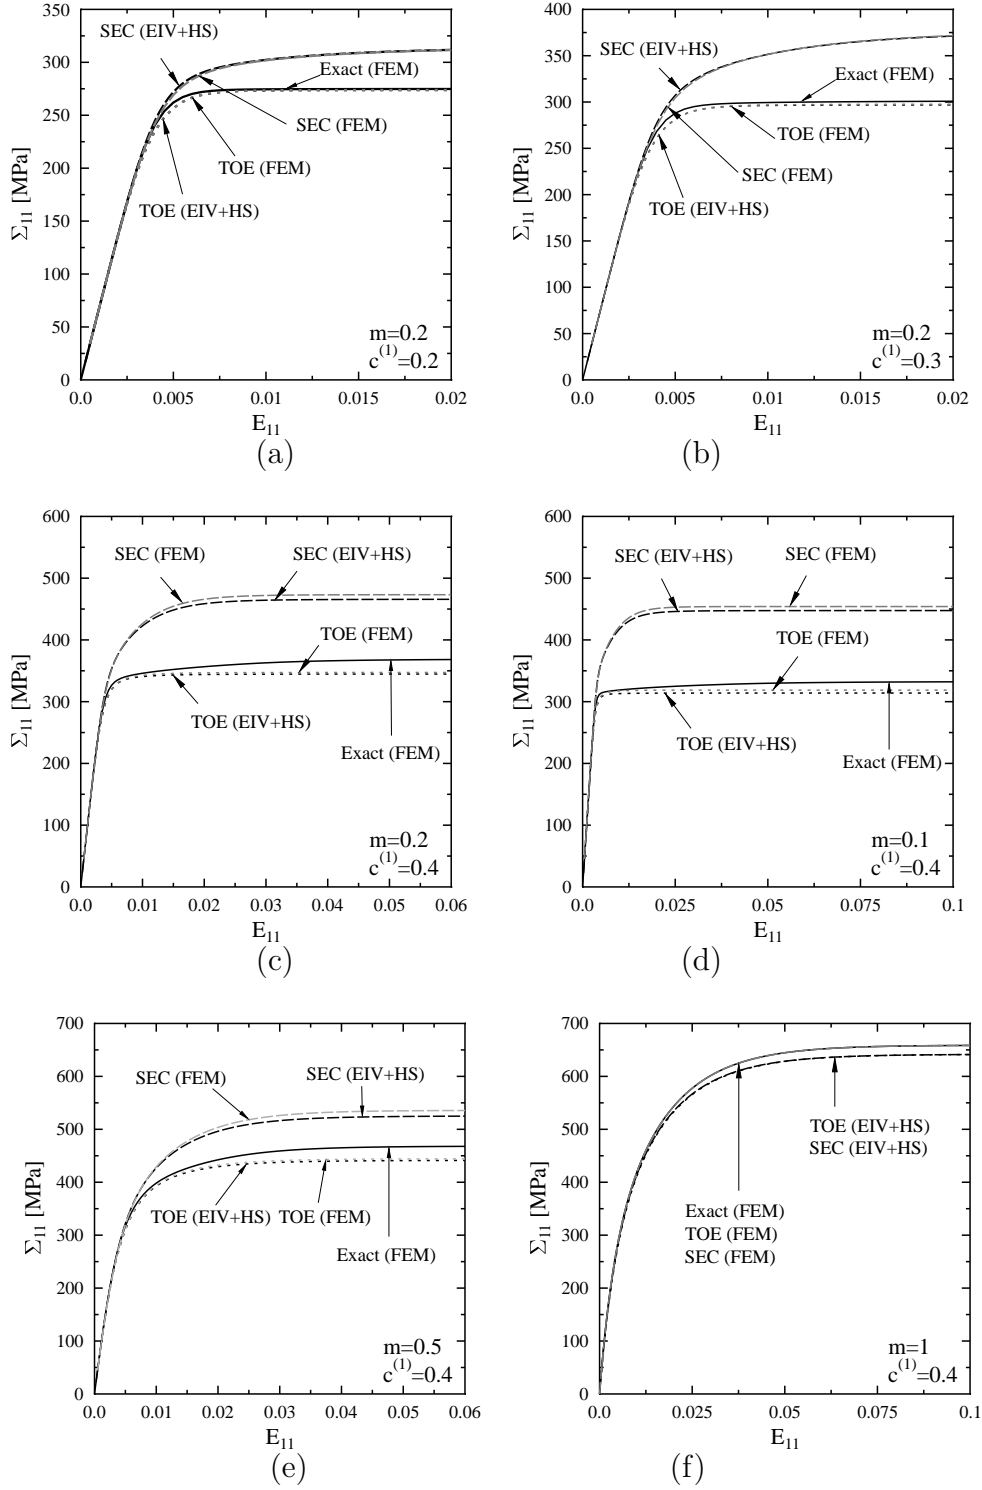 350
300
250
200
150
100
50
0
Σ11 [MPa]
SEC (EIV+HS)
Exact (FEM)
SEC (FEM)
TOE (FEM)
TOE (EIV+HS)
m=0.2
c(1)=0.2
0.0 0.005 0.01 0.015 0.02
E11
(a)
400
350
300
250
200
150
100
50
0
Σ11 [MPa]
SEC (EIV+HS)
Exact (FEM)
TOE (FEM)
SEC (FEM)
TOE (EIV+HS)
m=0.2
c(1)=0.3
0.0 0.005 0.01 0.015 0.02
E11
(b)
600
500
400
300
200
100
0
Σ11 [MPa]
SEC (FEM) SEC (EIV+HS)
TOE (FEM)
TOE (EIV+HS)
Exact (FEM)
m=0.2
c(1)=0.4
0.0 0.01 0.02 0.03 0.04 0.05 0.06
E11
(c)
600
500
400
300
200
100
0
Σ11 [MPa]
SEC (EIV+HS) SEC (FEM)
TOE (FEM)
TOE (EIV+HS)
Exact (FEM)
m=0.1
c(1)=0.4
0.0 0.025 0.05 0.075 0.1
E11
(d)
700
600
500
400
300
200
100
0
Σ11 [MPa]
SEC (FEM) SEC (EIV+HS)
TOE (EIV+HS) TOE (FEM)
Exact (FEM)
m=0.5
c(1)=0.4
0.0 0.01 0.02 0.03 0.04 0.05 0.06
E11
(e)
700
600
500
400
300
200
100
0
Σ11 [MPa]
TOE (EIV+HS)
SEC (EIV+HS)
Exact (FEM)
TOE (FEM)
SEC (FEM)
m=1
c(1)=0.4
0.0 0.025 0.05 0.075 0.1
E11
(f)